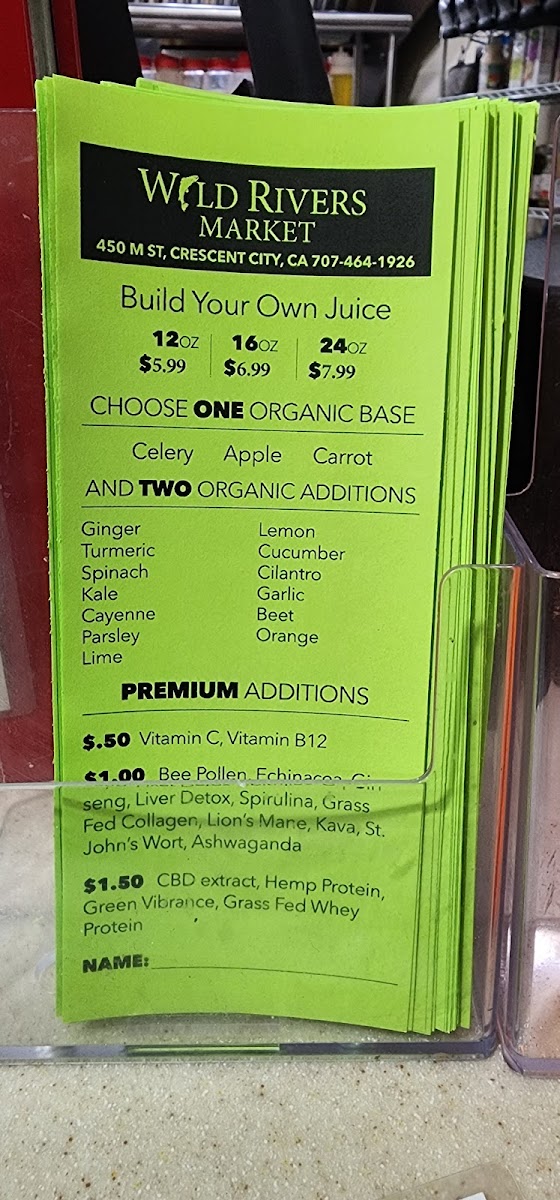 WILD RIVERS
MARKET
450 M ST, CRESCENT CITY, CA 707-464-1926
Build Your Own Juice
12OZ 16OZ 24OZ
$5.99 $6.99 $7.99
CHOOSE ONE ORGANIC BASE
Celery Apple Carrot
AND TWO ORGANIC ADDITIONS
Ginger Lemon
Turmeric Cucumber
Spinach Cilantro
Kale Garlic
Cayenne Beet
Parsley Orange
Lime
PREMIUM ADDITIONS
$.50 Vitamin C, Vitamin B12
$1.00 Bee Pollen, Echinacea, Gin
seng, Liver Detox, Spirulina, Grass
Fed Collagen, Lion's Mane, Kava, St.
John's Wort, Ashwaganda
$1.50 CBD extract, Hemp Protein,
Green Vibrance, Grass Fed Whey
Protein
NAME: